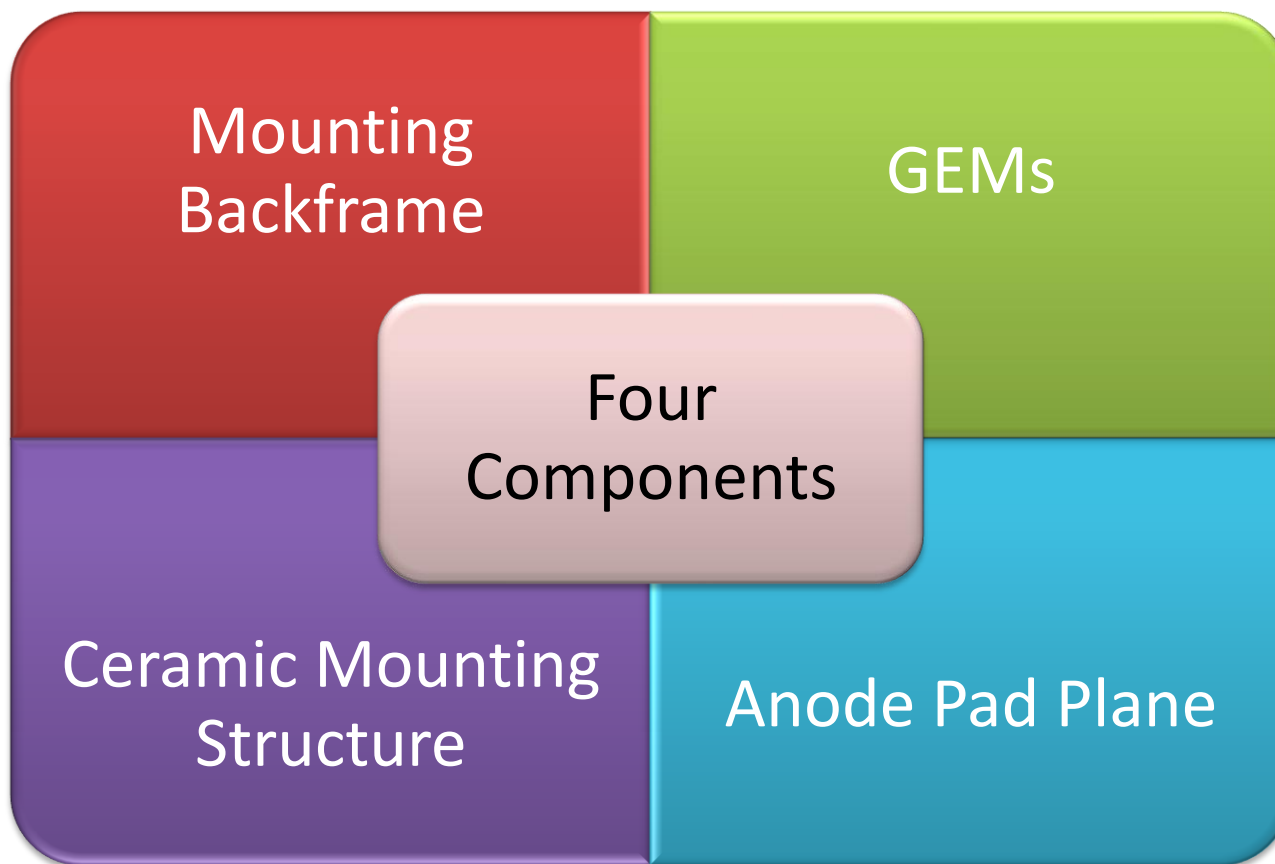 Mounting
Backframe
GEMs
Four
Components
Ceramic Mounting
Structure
Anode Pad Plane